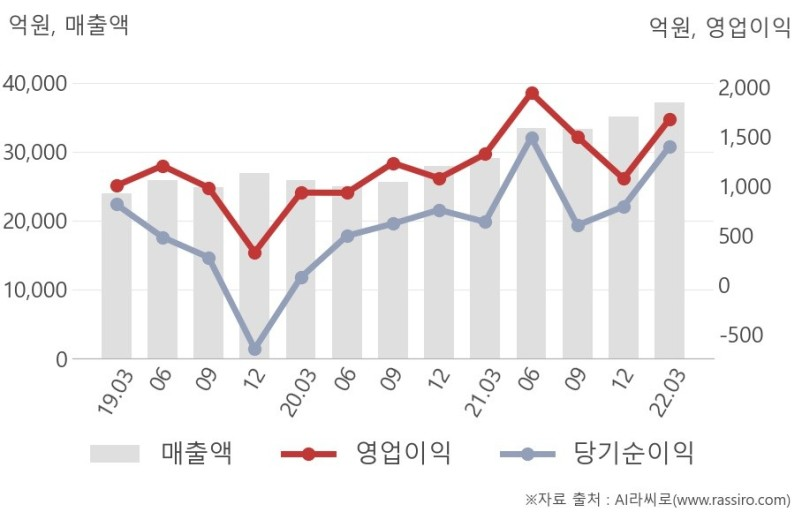 억원, 매출액
억원, 영업이익
40,000
30,000
20,000
10,000
0
2,000
1,500
1,000
500
0
-500
19.03 06 09 12 20.03 06 09 12 21.03 06 09 12 22.03
매출액 영업이익 당기순이익
※자료 출처 : AI라씨로(www.rassiro.com)